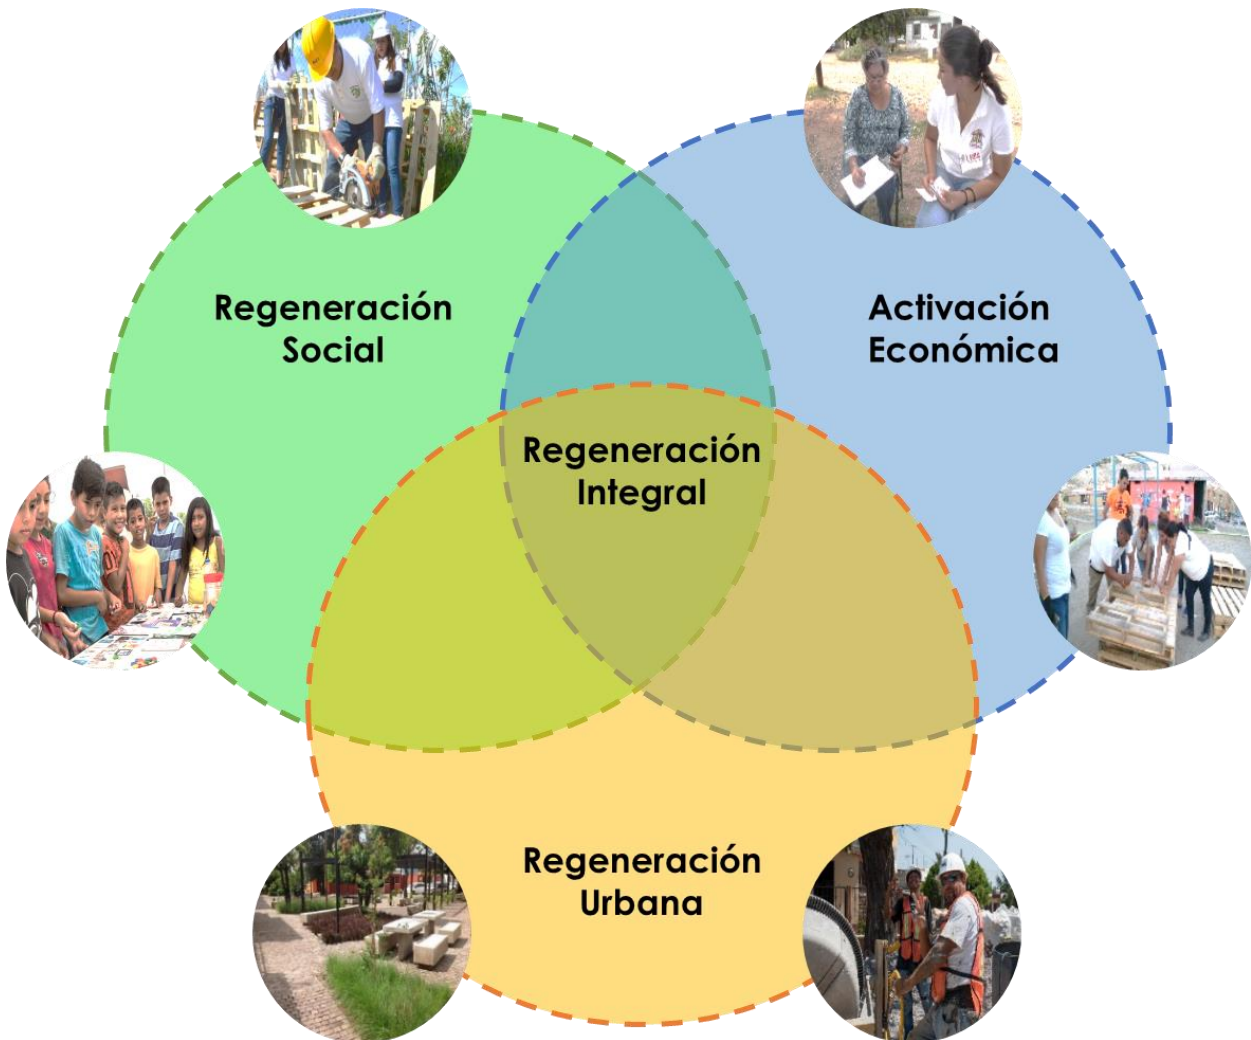 Regeneración
Social
Activación
Económica
Regeneración
Integral
Regeneración
Urbana